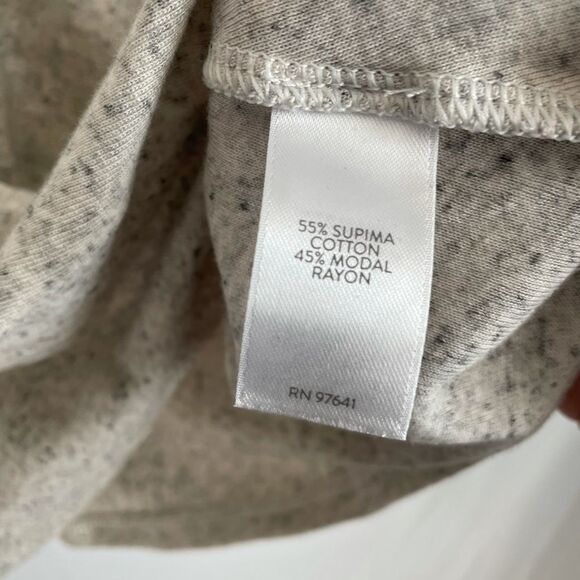 55% SUPIMA
COTTON
45% MODAL
RAYON
RN 97641